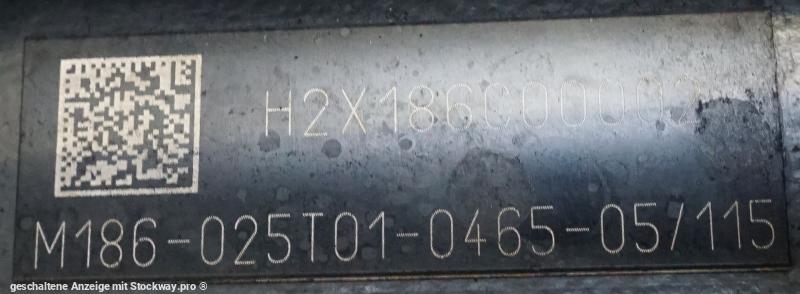 H2X186C00002
M186-025T01-0465-05/115
geschaltene Anzeige mit Stockway.pro ®